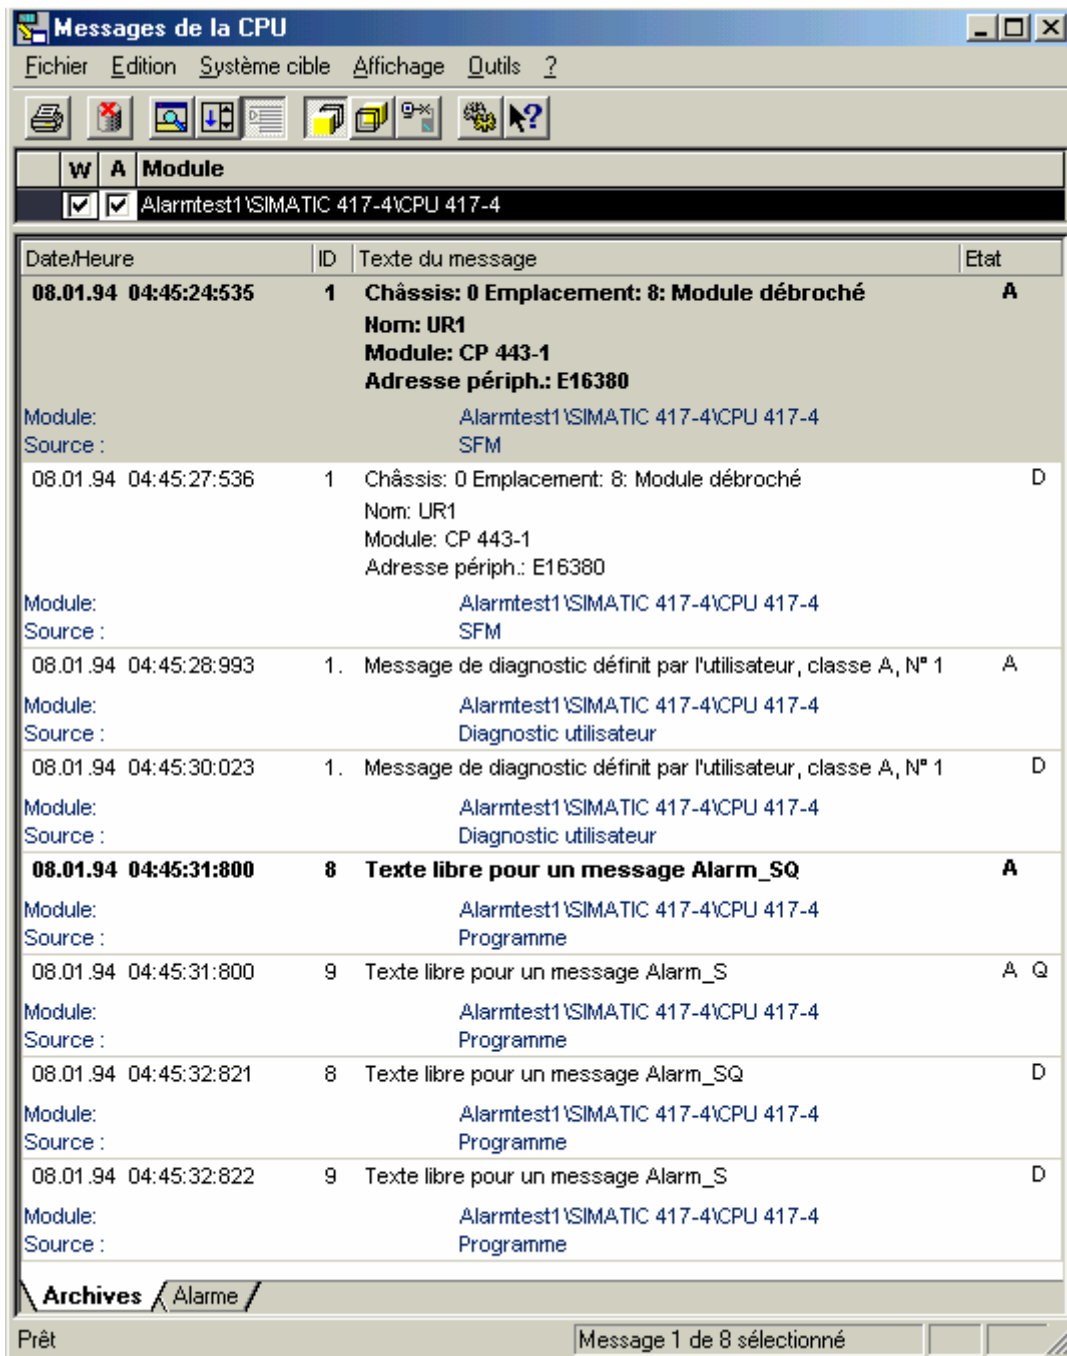 Messages de la CPU
Fichier Edition Système cible Affichage Outils ?
W A Module
Alarmtest1\SIMATIC 417-4\CPU 417-4
Date/Heure ID Texte du message Etat
08.01.94 04:45:24:535 1 Châssis: 0 Emplacement: 8: Module débroché A
Nom: UR1
Module: CP 443-1
Adresse périph.: E16380
Module: Alarmtest1\SIMATIC 417-4\CPU 417-4
Source : SFM
08.01.94 04:45:27:536 1 Châssis: 0 Emplacement: 8: Module débroché D
Nom: UR1
Module: CP 443-1
Adresse périph.: E16380
Module: Alarmtest1\SIMATIC 417-4\CPU 417-4
Source : SFM
08.01.94 04:45:28:993 1. Message de diagnostic définit par l'utilisateur, classe A, N° 1 A
Module: Alarmtest1\SIMATIC 417-4\CPU 417-4
Source : Diagnostic utilisateur
08.01.94 04:45:30:023 1. Message de diagnostic définit par l'utilisateur, classe A, N° 1 D
Module: Alarmtest1\SIMATIC 417-4\CPU 417-4
Source : Diagnostic utilisateur
08.01.94 04:45:31:800 8 Texte libre pour un message Alarm_SQ A
Module: Alarmtest1\SIMATIC 417-4\CPU 417-4
Source : Programme
08.01.94 04:45:31:800 9 Texte libre pour un message Alarm_S A Q
Module: Alarmtest1\SIMATIC 417-4\CPU 417-4
Source : Programme
08.01.94 04:45:32:821 8 Texte libre pour un message Alarm_SQ D
Module: Alarmtest1\SIMATIC 417-4\CPU 417-4
Source : Programme
08.01.94 04:45:32:822 9 Texte libre pour un message Alarm_S D
Module: Alarmtest1\SIMATIC 417-4\CPU 417-4
Source : Programme
Archives Alarme
Prêt Message 1 de 8 sélectionné